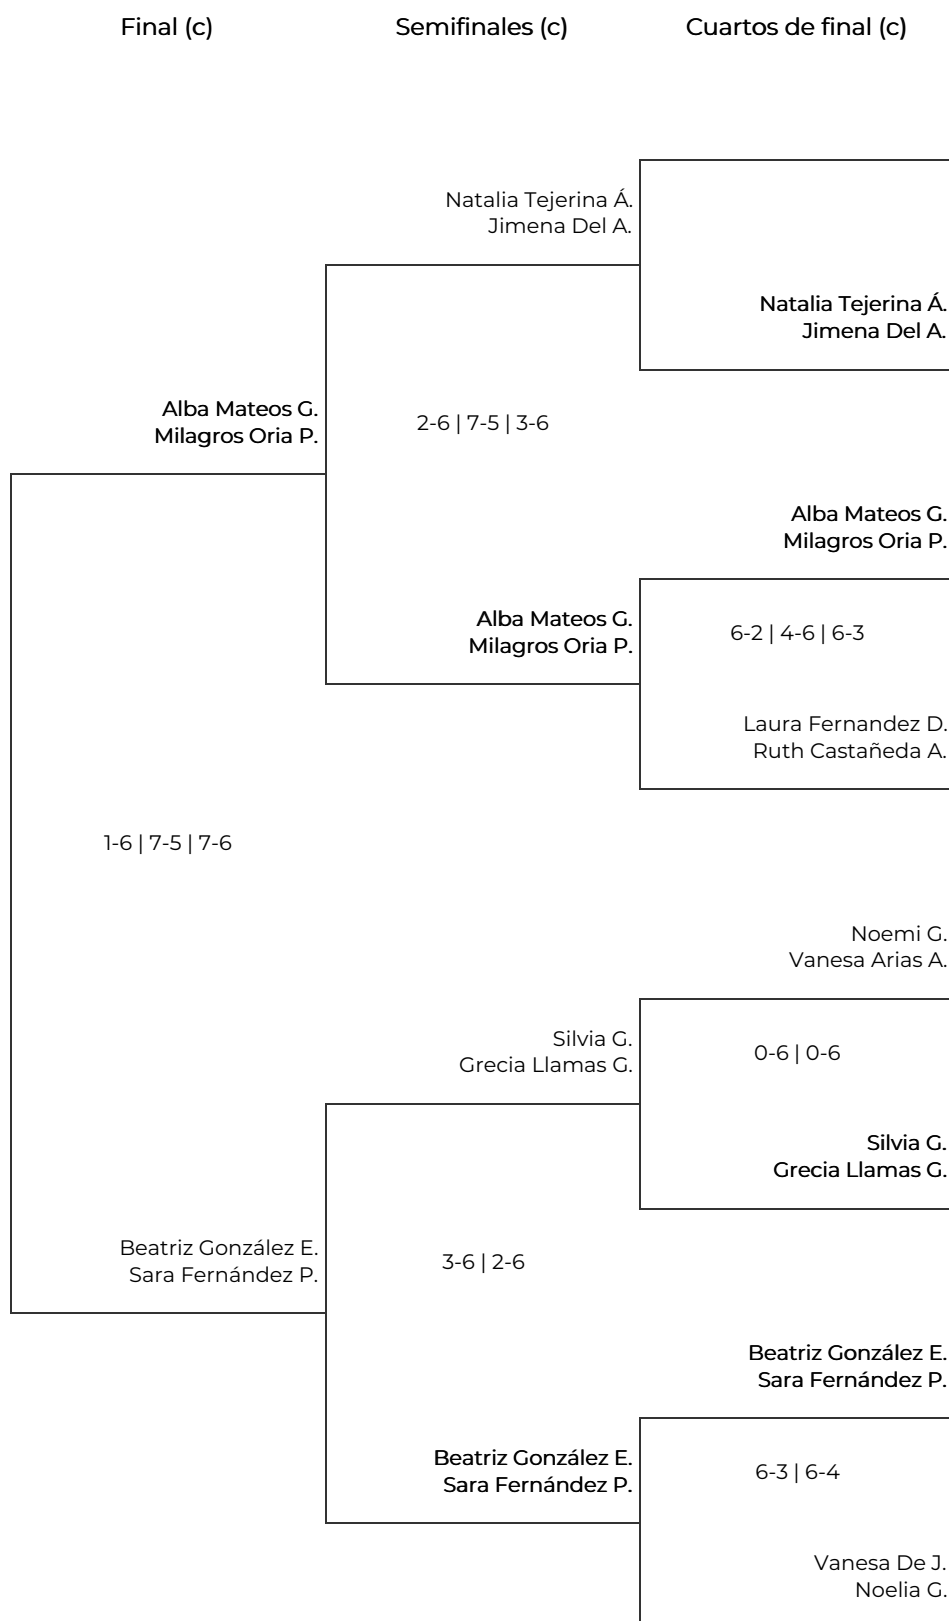 Final (c)
Semifinales (c)
Cuartos de final (c)
Natalia Tejerina Á.
Jimena Del A.
Natalia Tejerina Á.
Jimena Del A.
Alba Mateos G.
Milagros Oria P.
2-6 | 7-5 | 3-6
Alba Mateos G.
Milagros Oria P.
Alba Mateos G.
Milagros Oria P.
6-2 | 4-6 | 6-3
Laura Fernandez D.
Ruth Castañeda A.
1-6 | 7-5 | 7-6
Noemi G.
Vanesa Arias A.
Silvia G.
Grecia Llamas G.
0-6 | 0-6
Silvia G.
Grecia Llamas G.
Beatriz González E.
Sara Fernández P.
3-6 | 2-6
Beatriz González E.
Sara Fernández P.
Beatriz González E.
Sara Fernández P.
6-3 | 6-4
Vanesa De J.
Noelia G.